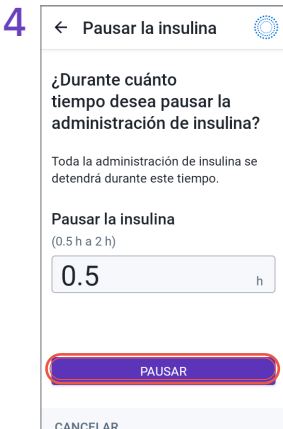 4
← Pausar la insulina
¿Durante cuánto
tiempo desea pausar la
administración de insulina?
Toda la administración de insulina se
detendrá durante este tiempo.
Pausar la insulina
(0.5 h a 2 h)
0.5 h
PAUSAR
CANCELAR